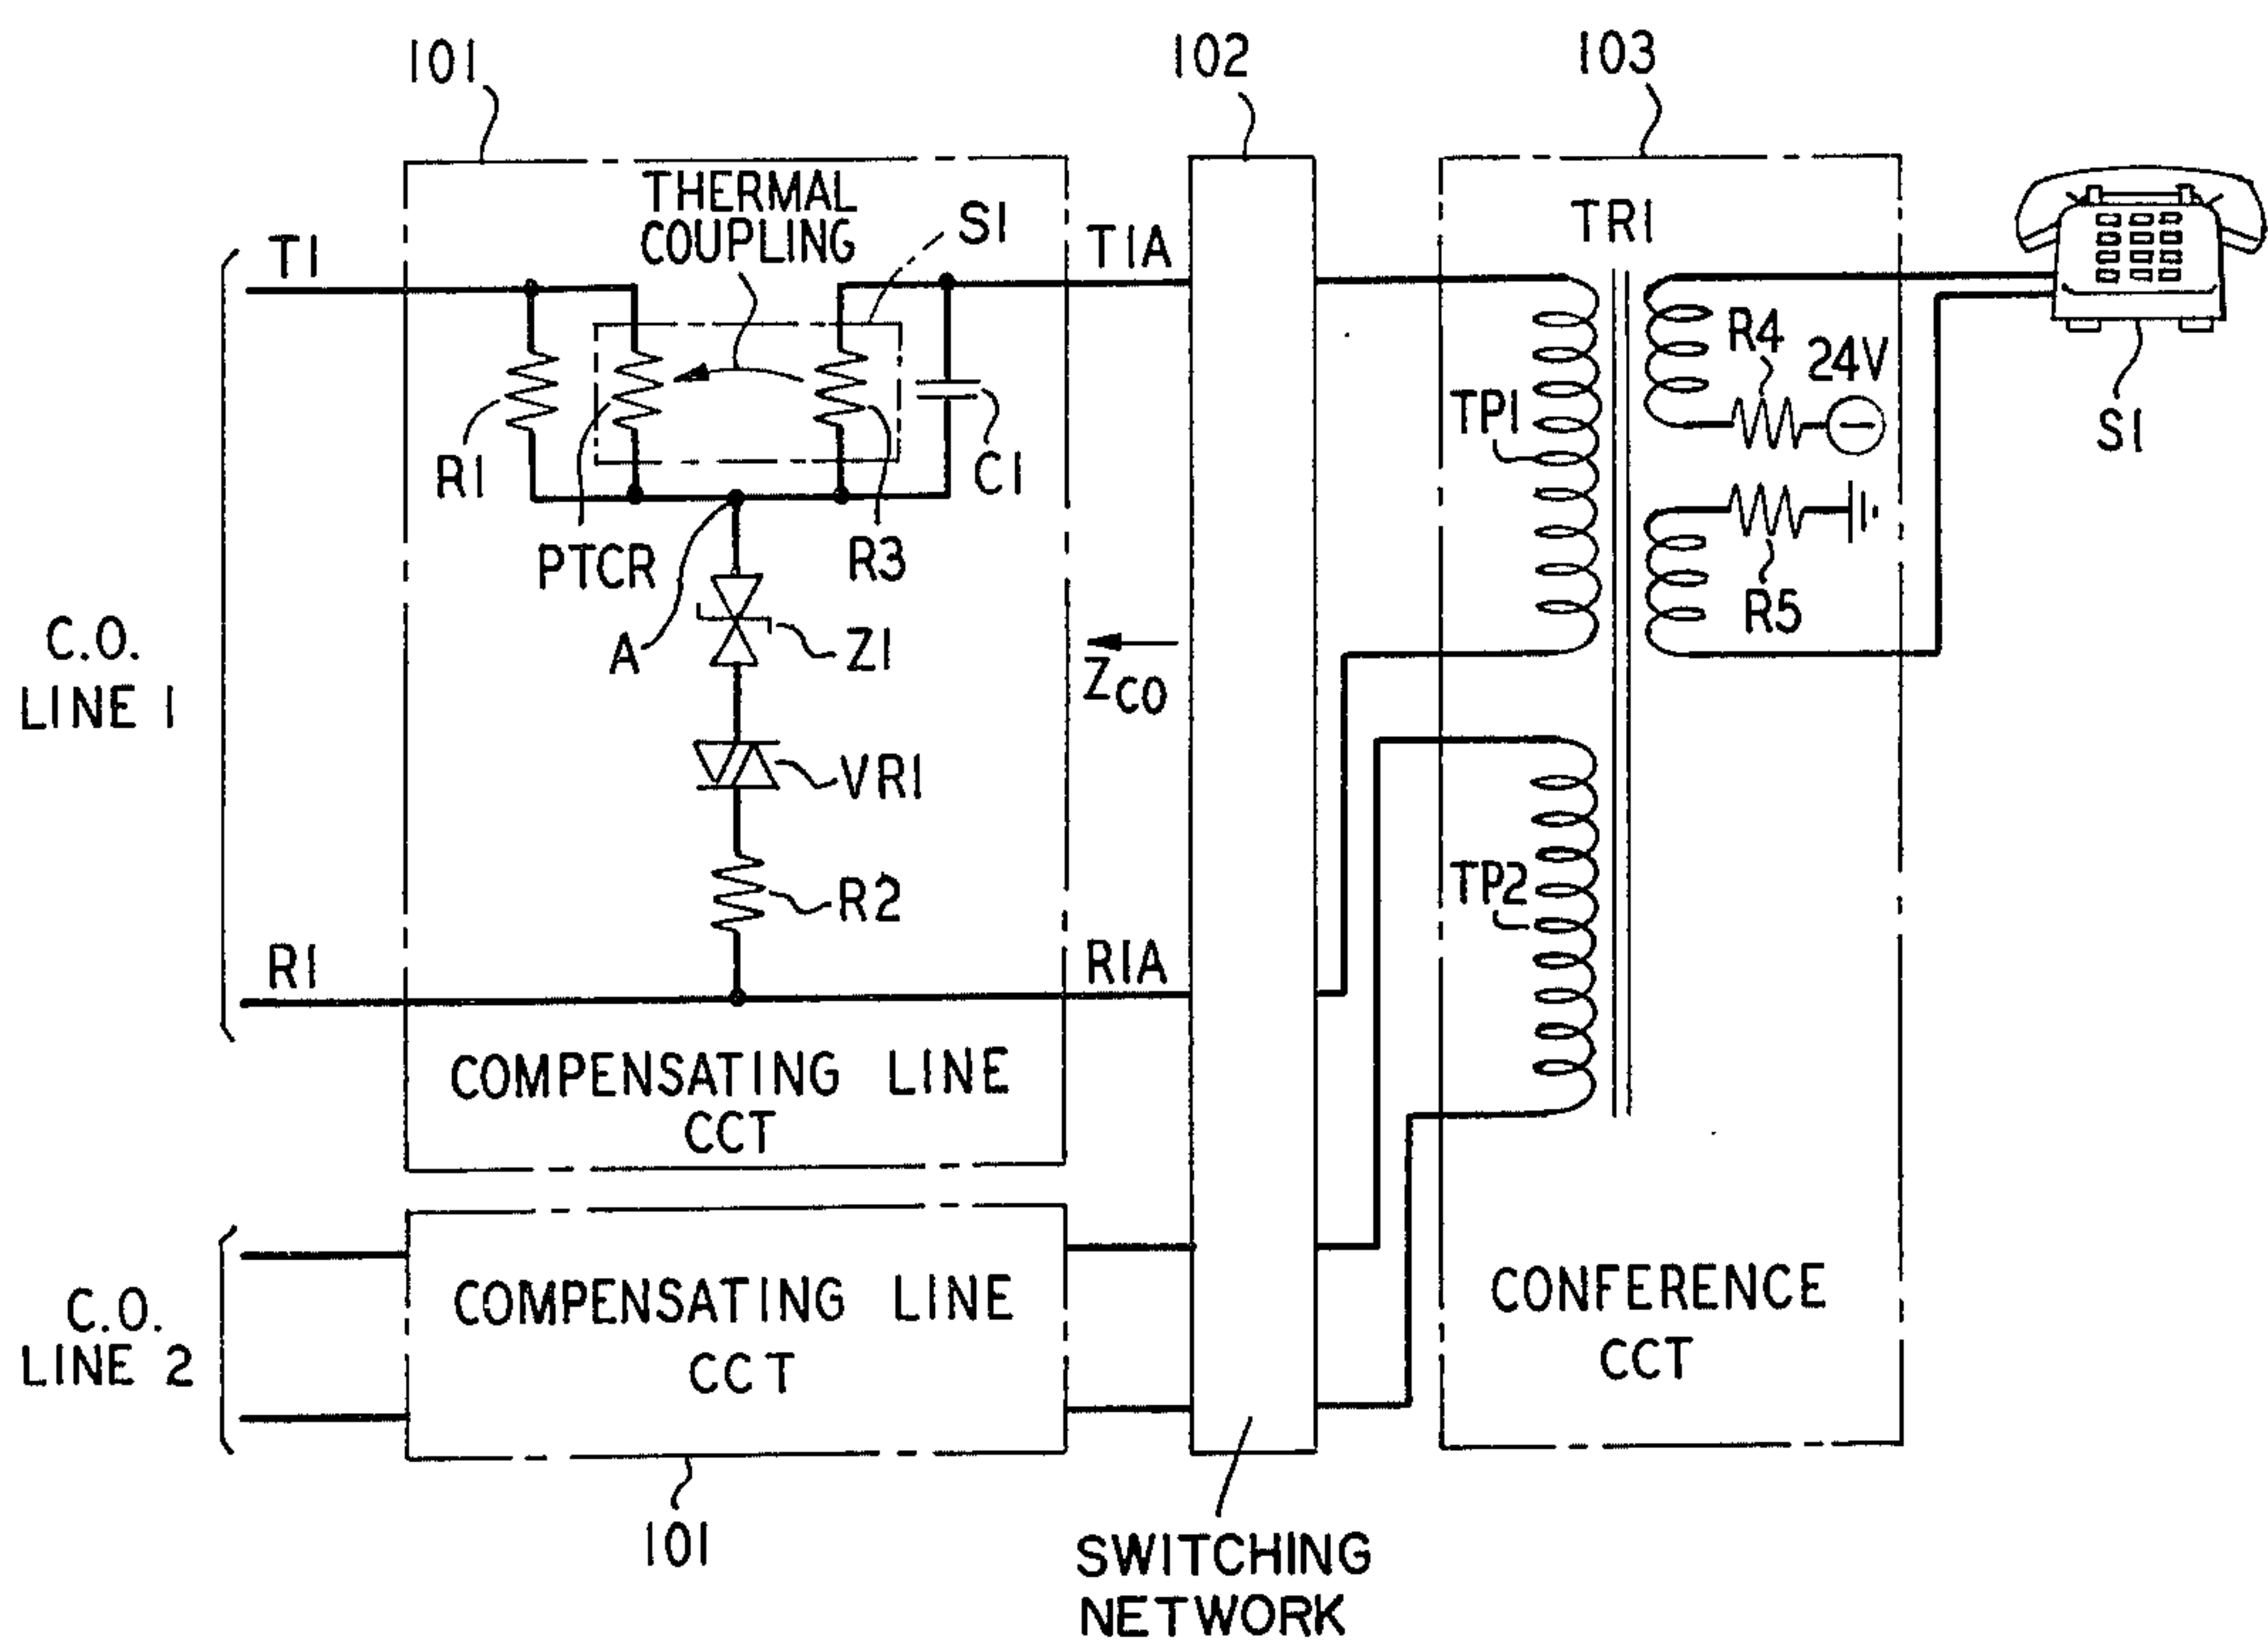 101
102
103
THERMAL
COUPLING
S1
T1
T1A
TR1
R4
24V
TP1
S1
R1
C1
PTCR
R3
R5
A
Z1
ZCO
C.O.
LINE 1
VR1
TP2
R2
R1
R1A
COMPENSATING LINE
CCT
C.O.
LINE 2
COMPENSATING LINE
CCT
CONFERENCE
CCT
101
SWITCHING
NETWORK